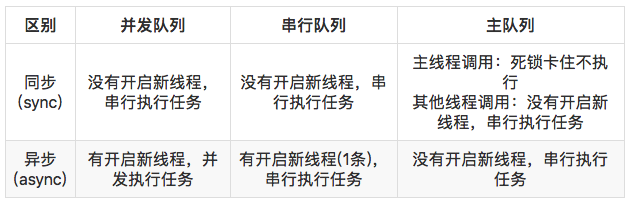 区别 并发队列 串行队列 主队列
同步
(sync)
没有开启新线程，
串行执行任务
没有开启新线程，串
行执行任务
主线程调用：死锁卡住不执
行
其他线程调用：没有开启新
线程，串行执行任务
异步
(async)
有开启新线程，并
发执行任务
有开启新线程(1条)，
串行执行任务
没有开启新线程，串行执行
任务